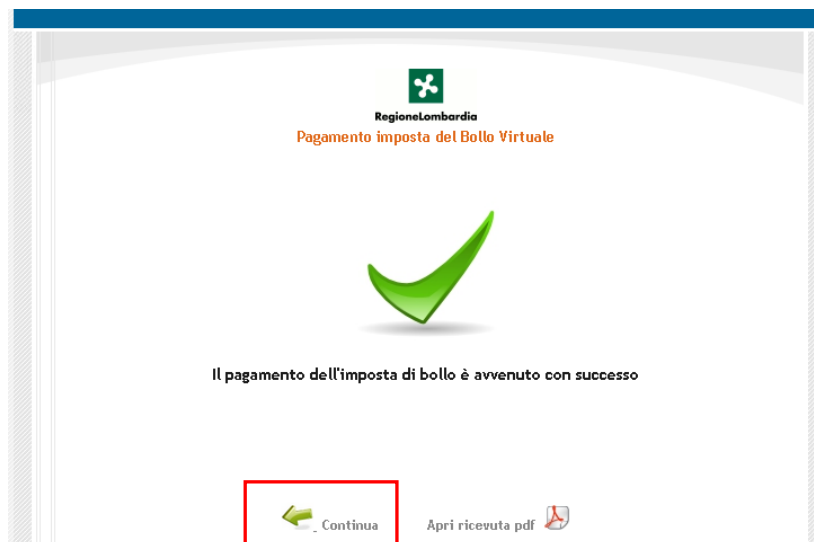 RegioneLombardia
Pagamento imposta del Bollo Virtuale
Il pagamento dell'imposta di bollo è avvenuto con successo
Continua Apri ricevuta pdf